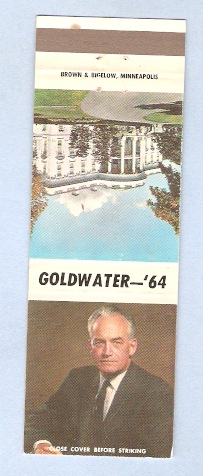 BROWN & BIGELOW, MINNEAPOLIS
GOLDWATER—'64
CLOSE COVER BEFORE STRIKING